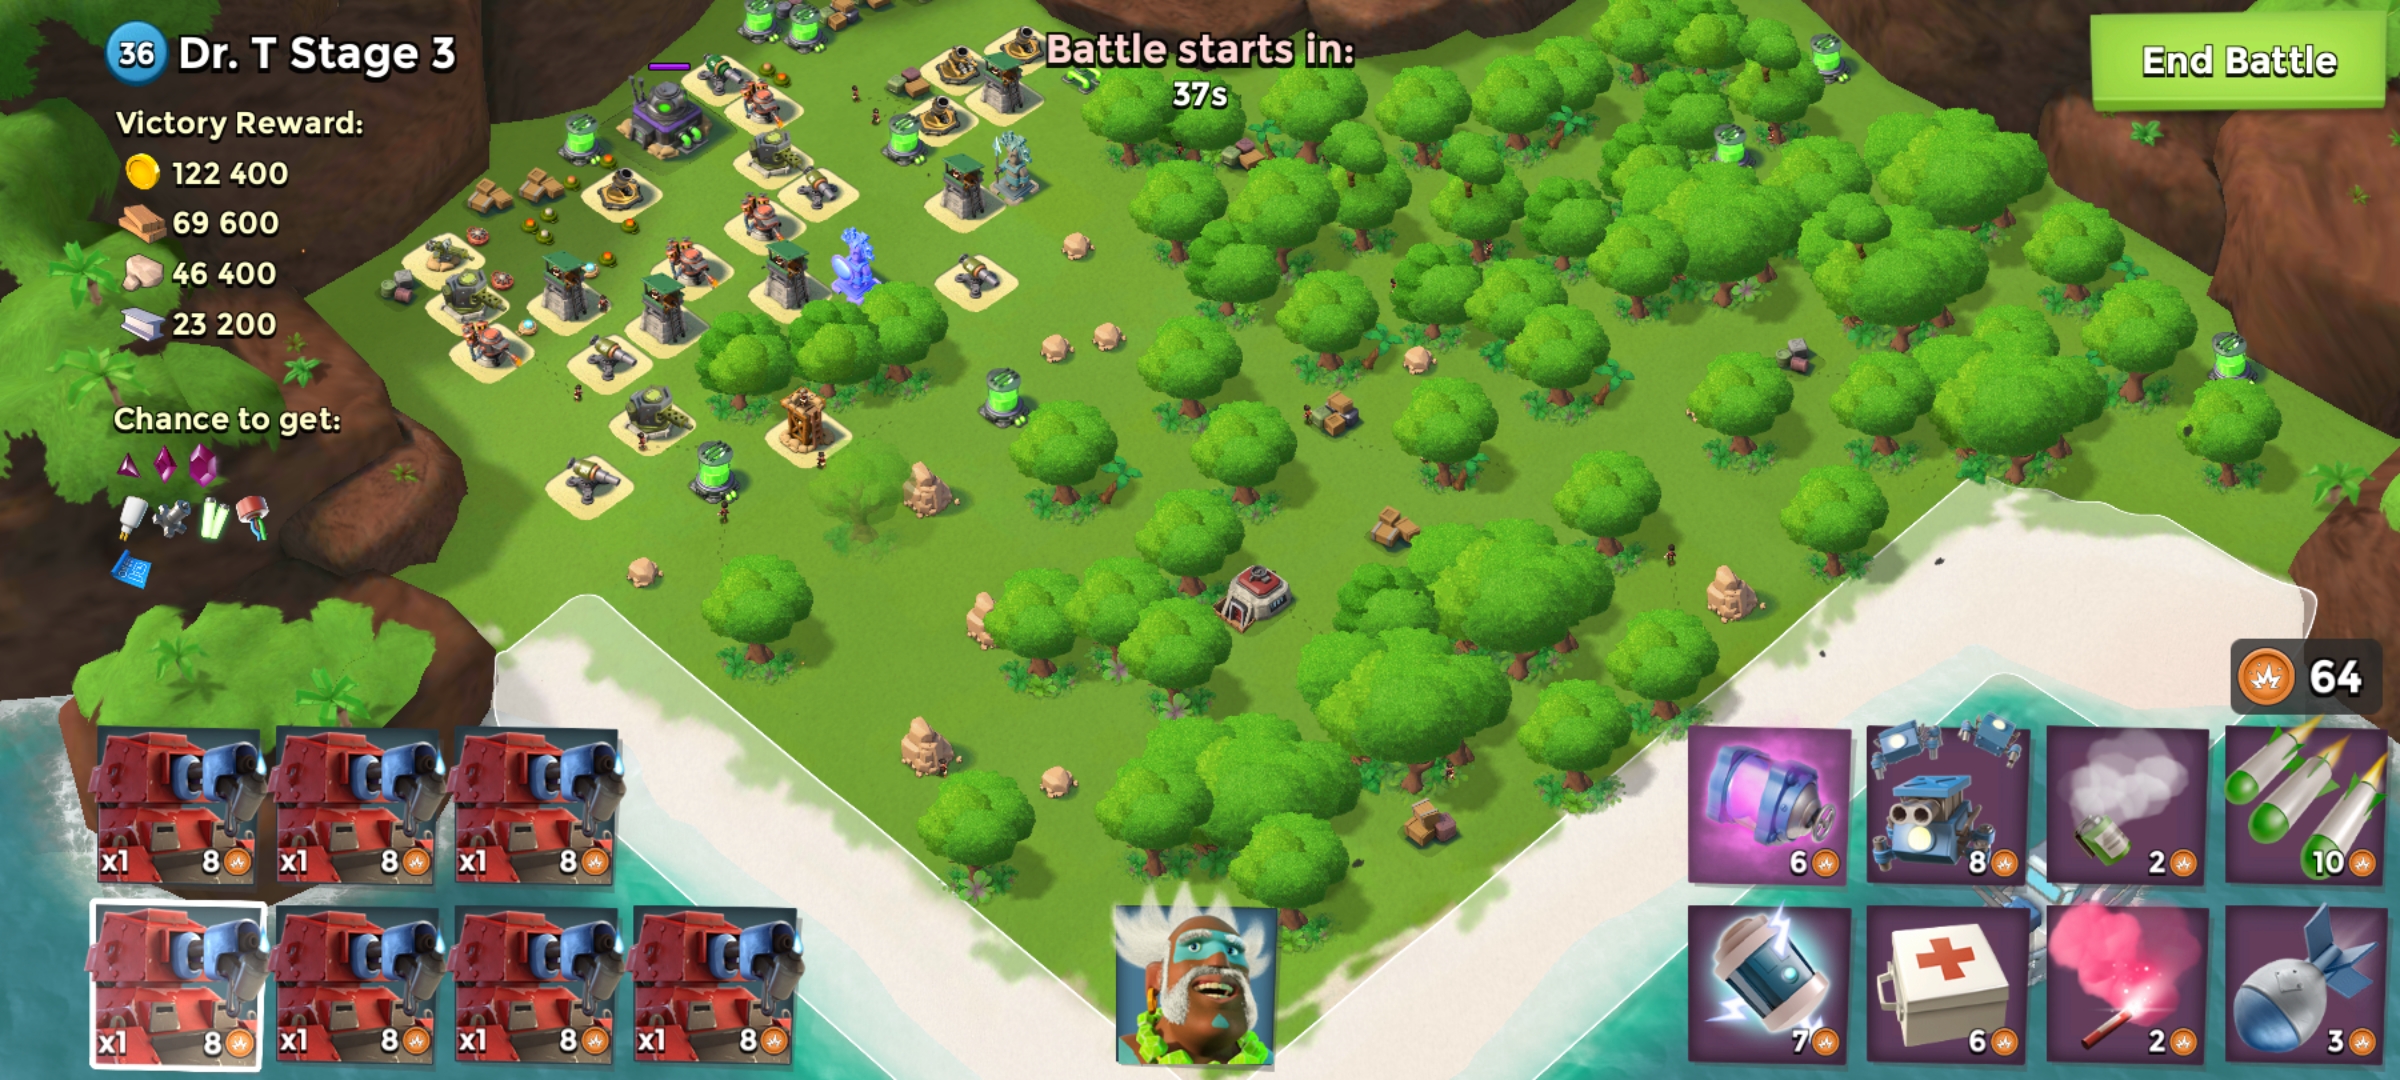 36 Dr. T Stage 3
Victory Reward:
122 400
69 600
46 400
23 200
Chance to get:
Battle starts in:
37s
End Battle
64
x1 8
x1 8
x1 8
6
8
2
10
x1 8
x1 8
x1 8
x1 8
7
6
2
3